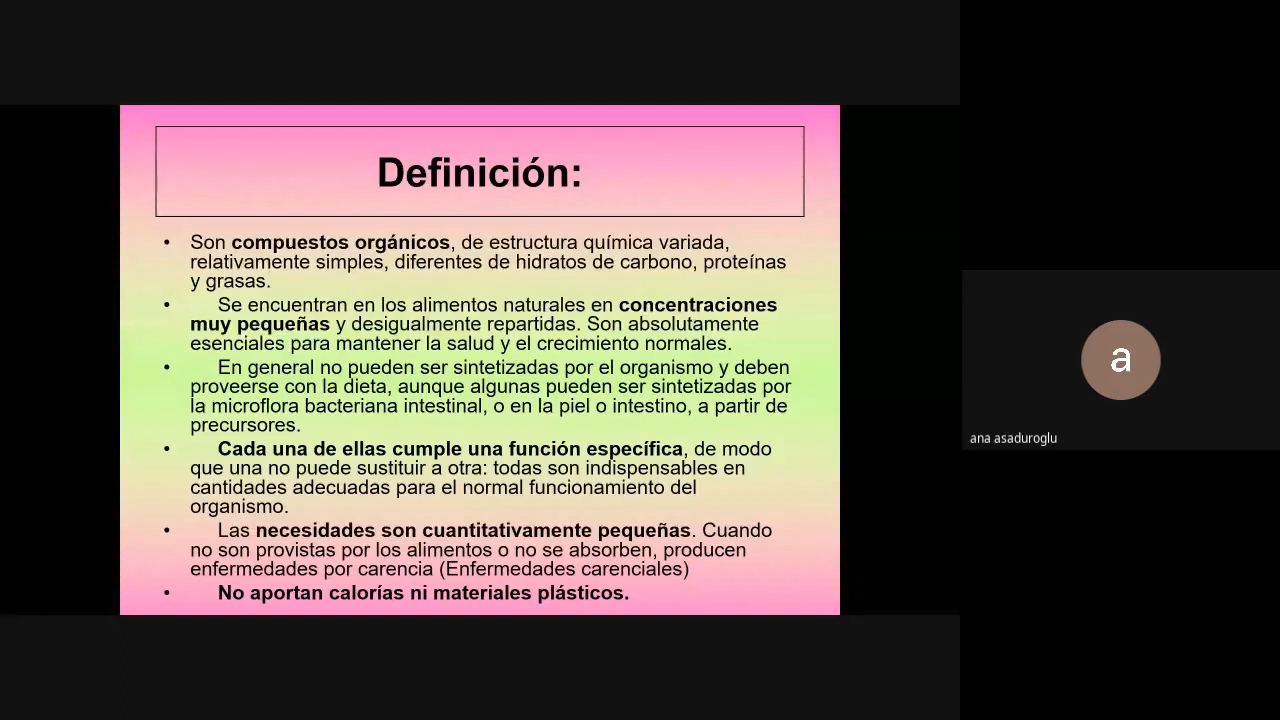 Definición:
• Son compuestos orgánicos, de estructura química variada,
relativamente simples, diferentes de hidratos de carbono, proteínas
y grasas.
• Se encuentran en los alimentos naturales en concentraciones
muy pequeñas y desigualmente repartidas. Son absolutamente
esenciales para mantener la salud y el crecimiento normales.
• En general no pueden ser sintetizadas por el organismo y deben
proveerse con la dieta, aunque algunas pueden ser sintetizadas por
la microflora bacteriana intestinal, o en la piel o intestino, a partir de
precursores.
• Cada una de ellas cumple una función específica, de modo
que una no puede sustituir a otra: todas son indispensables en
cantidades adecuadas para el normal funcionamiento del
organismo.
• Las necesidades son cuantitativamente pequeñas. Cuando
no son provistas por los alimentos o no se absorben, producen
enfermedades por carencia (Enfermedades carenciales)
• No aportan calorías ni materiales plásticos.
a
ana asaduroglu